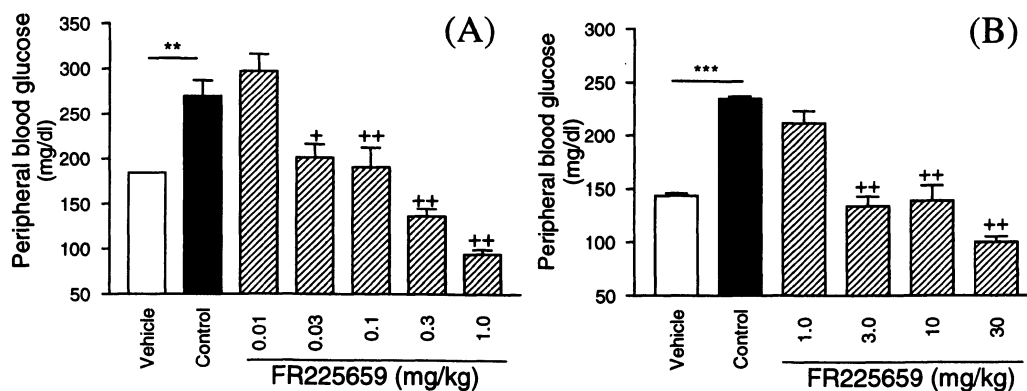 (A)
Peripheral blood glucose
(mg/dl)
350
300
250
200
150
100
50
**
+
++
++
++
Vehicle
Control
0.01
0.03
0.1
0.3
1.0
FR225659 (mg/kg)
(B)
Peripheral blood glucose
(mg/dl)
300
250
200
150
100
50
***
++
++
++
Vehicle
Control
1.0
3.0
10
30
FR225659 (mg/kg)